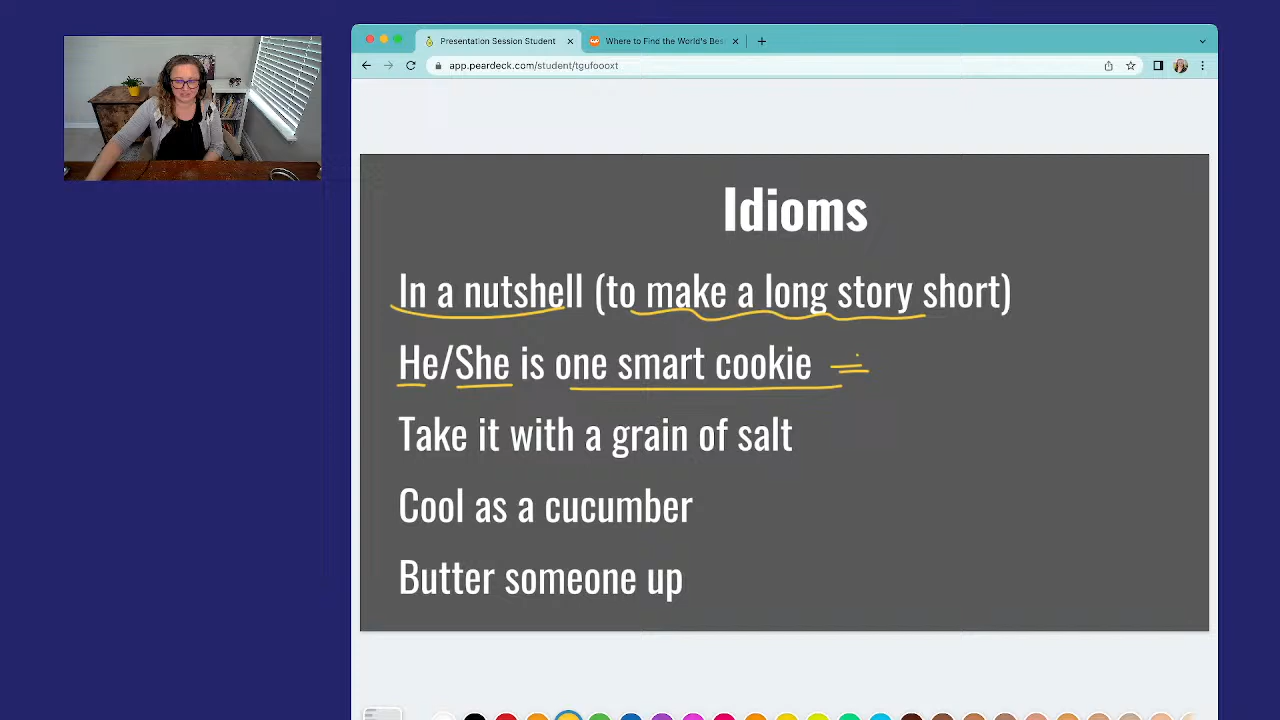 Presentation Session Student
Where to Find the World's Bes
app.peardeck.com/student/tgufoooxt
Idioms
In a nutshell (to make a long story short)
He/She is one smart cookie =
Take it with a grain of salt
Cool as a cucumber
Butter someone up